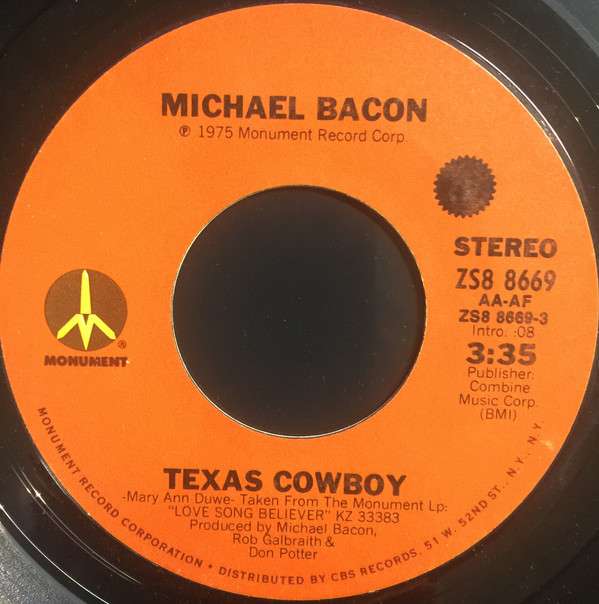 MICHAEL BACON
℗ 1975 Monument Record Corp.
STEREO
ZS8 8669
AA-AF
ZS8 8669-3
Intro. :08
3:35
Publisher:
Combine
Music Corp.
(BMI)
MONUMENT®
TEXAS COWBOY
-Mary Ann Duwe- Taken From The Monument Lp:
"LOVE SONG BELIEVER" KZ 33383
Produced by Michael Bacon,
Rob Galbraith &
Don Potter
MONUMENT RECORD CORPORATION • DISTRIBUTED BY CBS RECORDS, 51 W. 52ND ST., N.Y., N.Y.